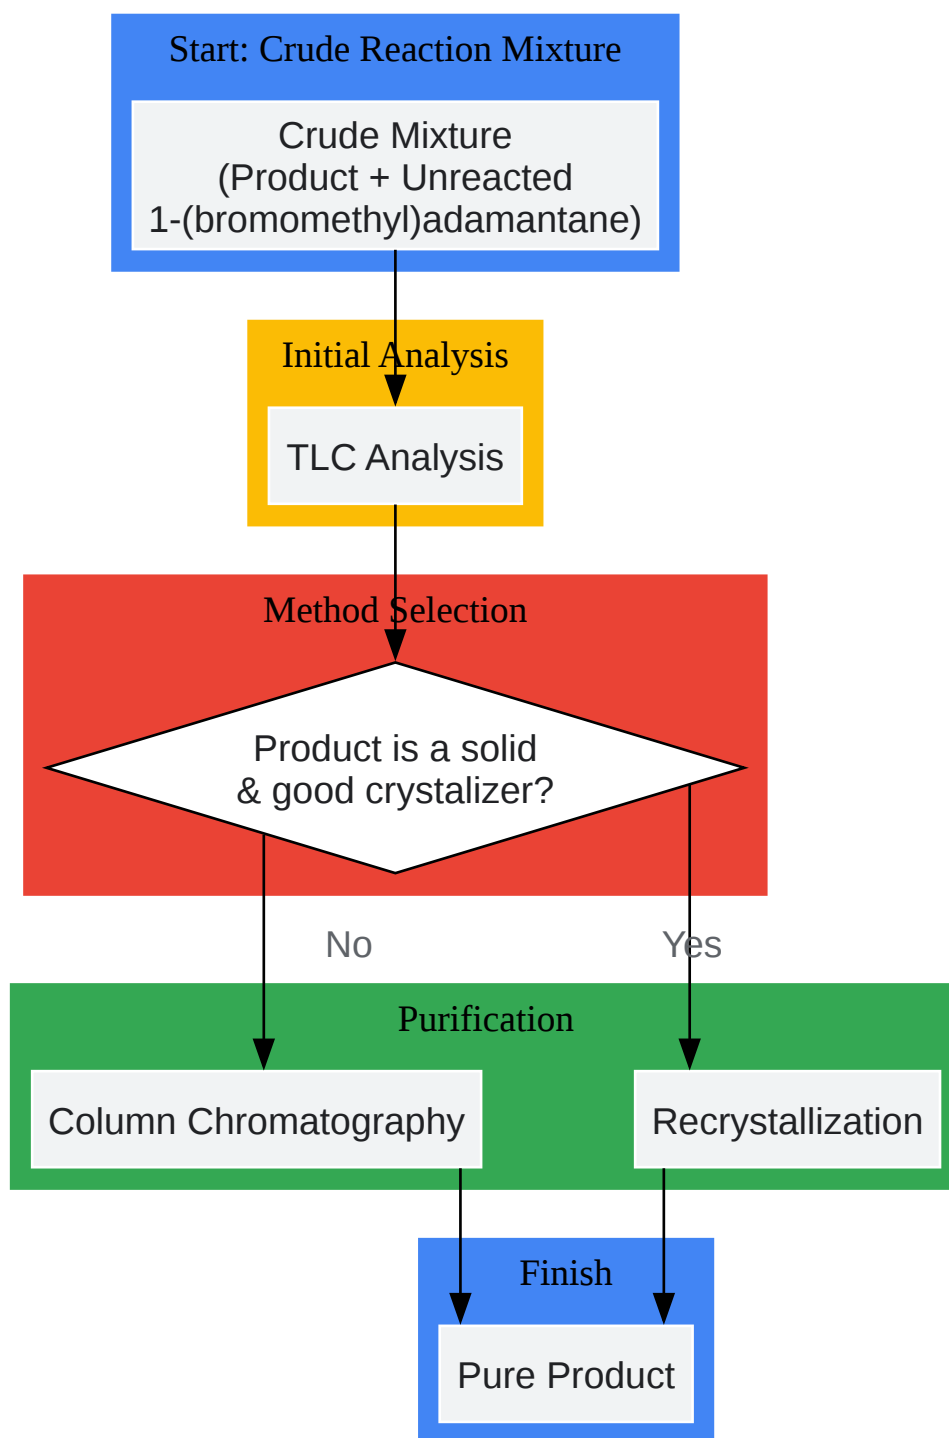 Start: Crude Reaction Mixture
Crude Mixture
(Product + Unreacted
1-(bromomethyl)adamantane)
Initial Analysis
TLC Analysis
Method Selection
Product is a solid
& good crystalizer?
No
Yes
Purification
Column Chromatography
Recrystallization
Finish
Pure Product